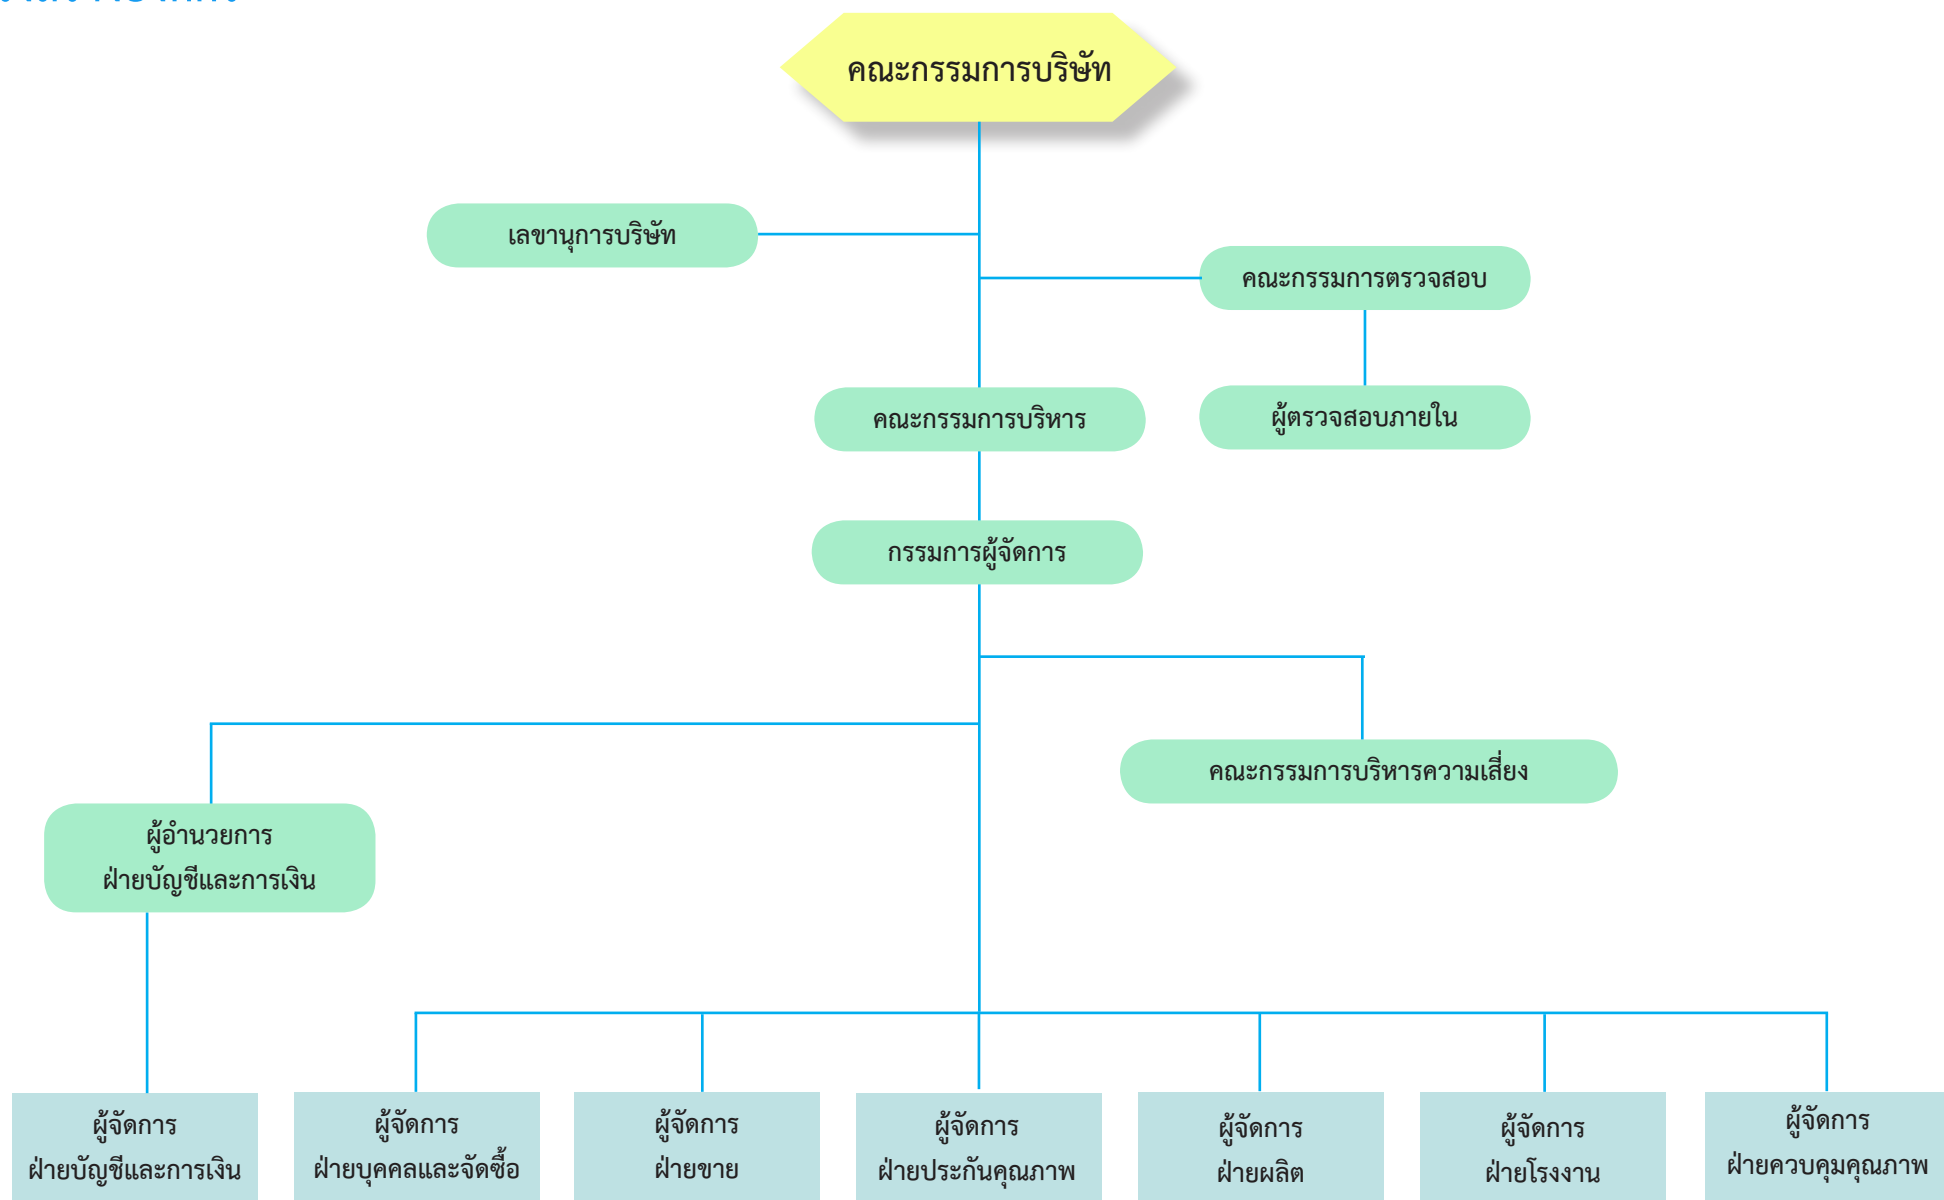 คณะกรรมการบริษัท
เลขานุการบริษัท
คณะกรรมการตรวจสอบ
คณะกรรมการบริหาร
ผู้ตรวจสอบภายใน
กรรมการผู้จัดการ
คณะกรรมการบริหารความเสี่ยง
ผู้อำนวยการ
ฝ่ายบัญชีและการเงิน
ผู้จัดการ
ฝ่ายบัญชีและการเงิน
ผู้จัดการ
ฝ่ายบุคคลและจัดซื้อ
ผู้จัดการ
ฝ่ายขาย
ผู้จัดการ
ฝ่ายประกันคุณภาพ
ผู้จัดการ
ฝ่ายผลิต
ผู้จัดการ
ฝ่ายโรงงาน
ผู้จัดการ
ฝ่ายควบคุมคุณภาพ